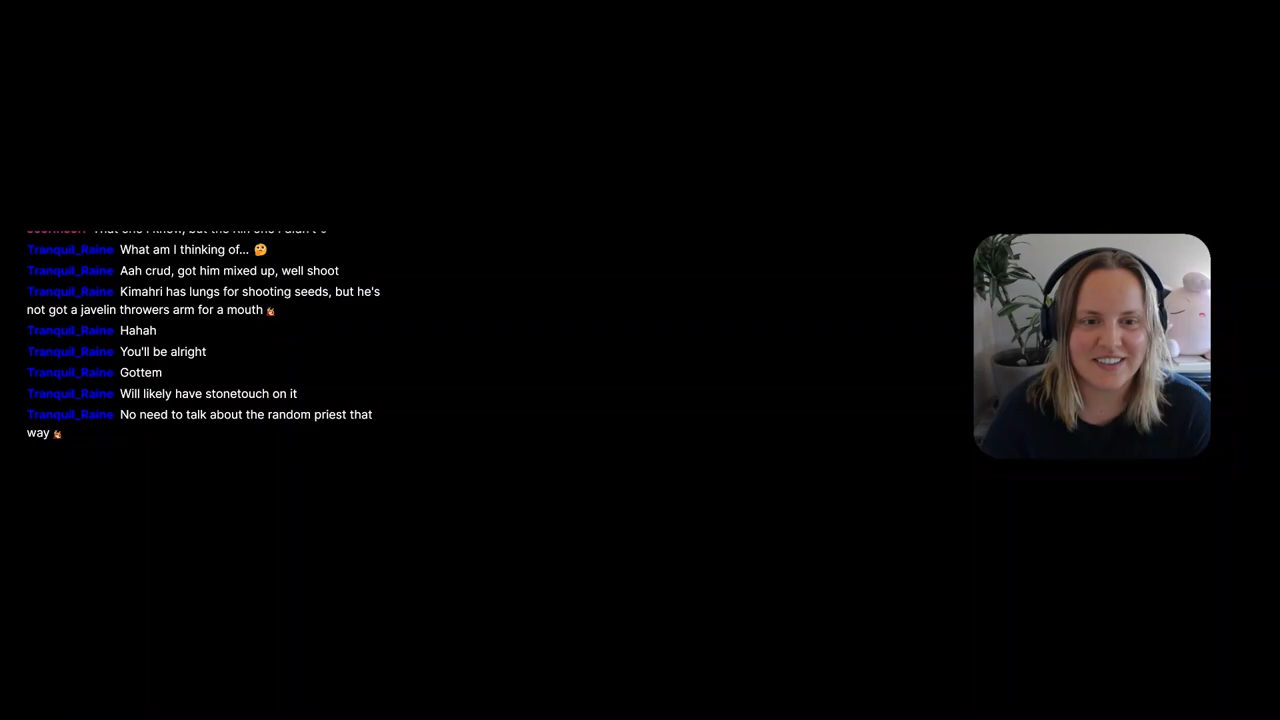 Tranquil_Raine What am I thinking of... 🤔
Tranquil_Raine Aah crud, got him mixed up, well shoot
Tranquil_Raine Kimahri has lungs for shooting seeds, but he's
not got a javelin throwers arm for a mouth
Tranquil_Raine Hahah
Tranquil_Raine You'll be alright
Tranquil_Raine Gottem
Tranquil_Raine Will likely have stonetouch on it
Tranquil_Raine No need to talk about the random priest that
way